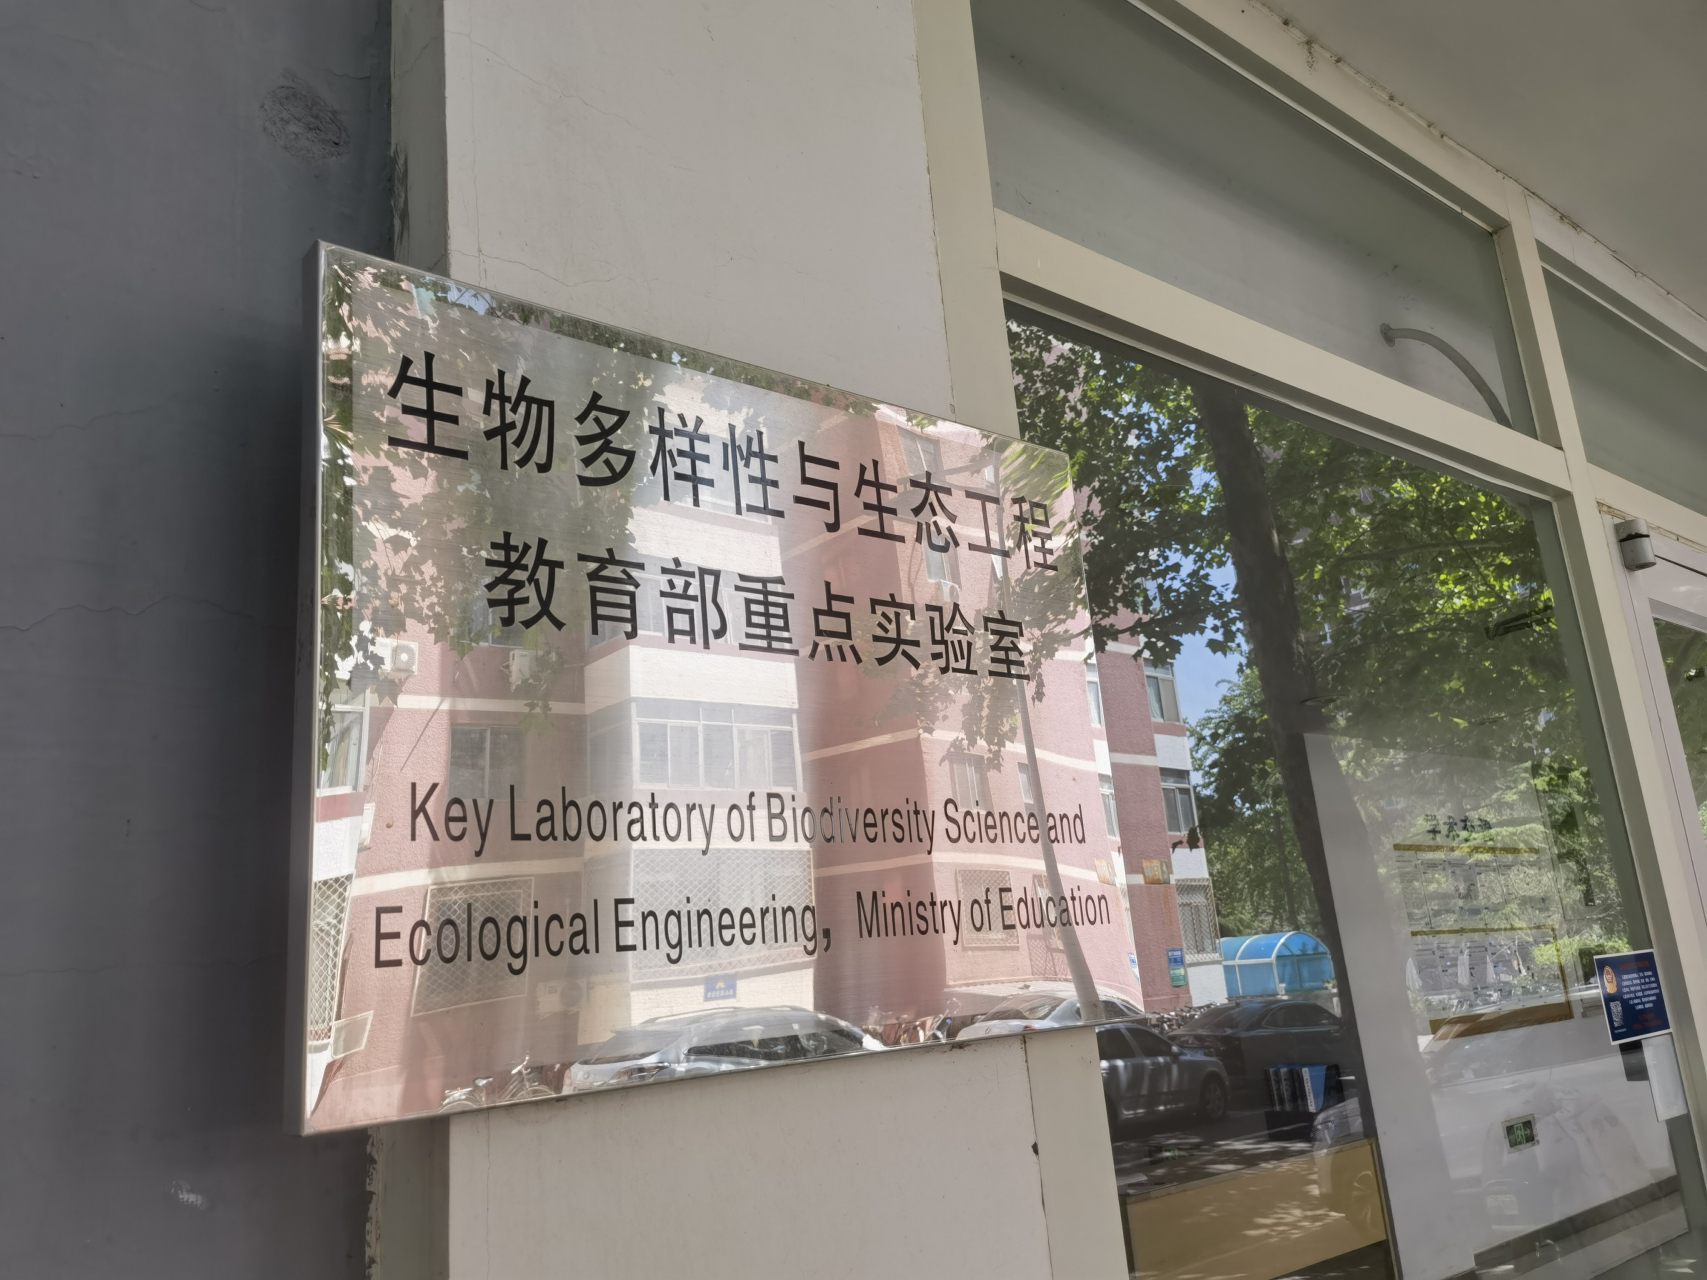 生物多样性与生态工程
教育部重点实验室
Key Laboratory of Biodiversity Science and
Ecological Engineering, Ministry of Education